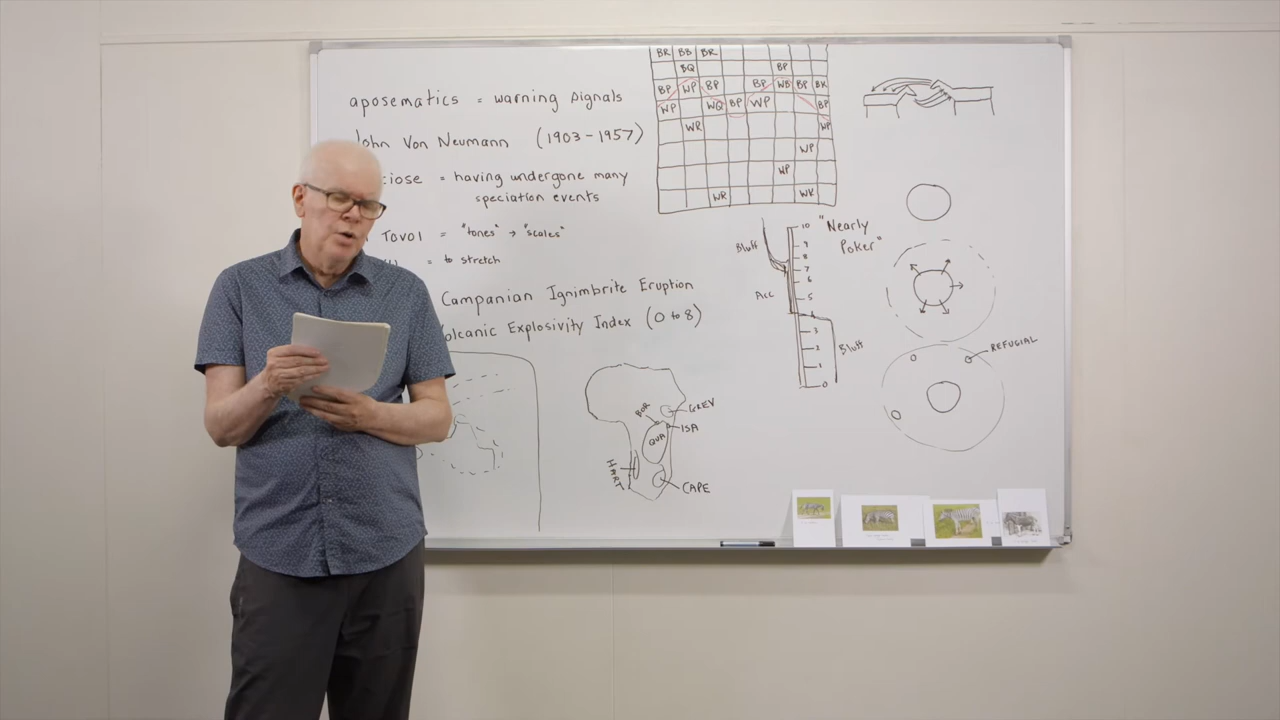 aposematics = warning signals
John Von Neumann (1903-1957)
ciose = having undergone many
speciation events
TOVOI = "tones" → "scales"
= to stretch
Campanian Ignimbrite Eruption
olcanic Explosivity Index (0 to 8)
BR BB BR
BQ BP
BP WP BP BP WB BP BK
WP WQ BP WP BP
WR WP
WP
WP
WR WK
"Nearly
Poker"
Bluff
Acc
Bluff
10
9
8
7
6
5
4
3
2
1
0
REFUGIAL
GREV
BOR
ISA
QUA
HART
CAPE